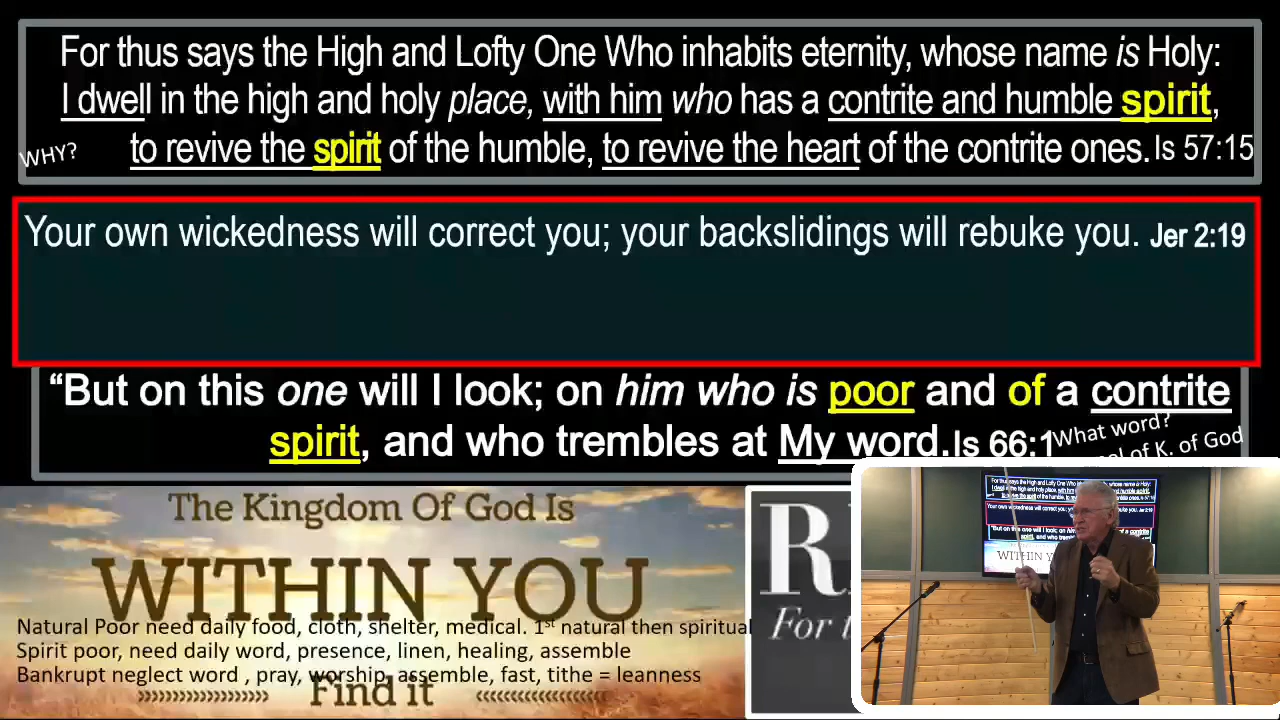 For thus says the High and Lofty One Who inhabits eternity, whose name is Holy:
I dwell in the high and holy place, with him who has a contrite and humble spirit,
WHY? to revive the spirit of the humble, to revive the heart of the contrite ones. Is 57:15
Your own wickedness will correct you; your backslidings will rebuke you. Jer 2:19
“But on this one will I look; on him who is poor and of a contrite
spirit, and who trembles at My word. Is 66:1
What word?
of K. of God
The Kingdom Of God Is
WITHIN YOU
Natural Poor need daily food, cloth, shelter, medical. 1st natural then spiritual
Spirit poor, need daily word, presence, linen, healing, assemble
Bankrupt neglect word , pray, worship, assemble, fast, tithe = leanness
»»»»»»»»»» Find it ««««««««««
For